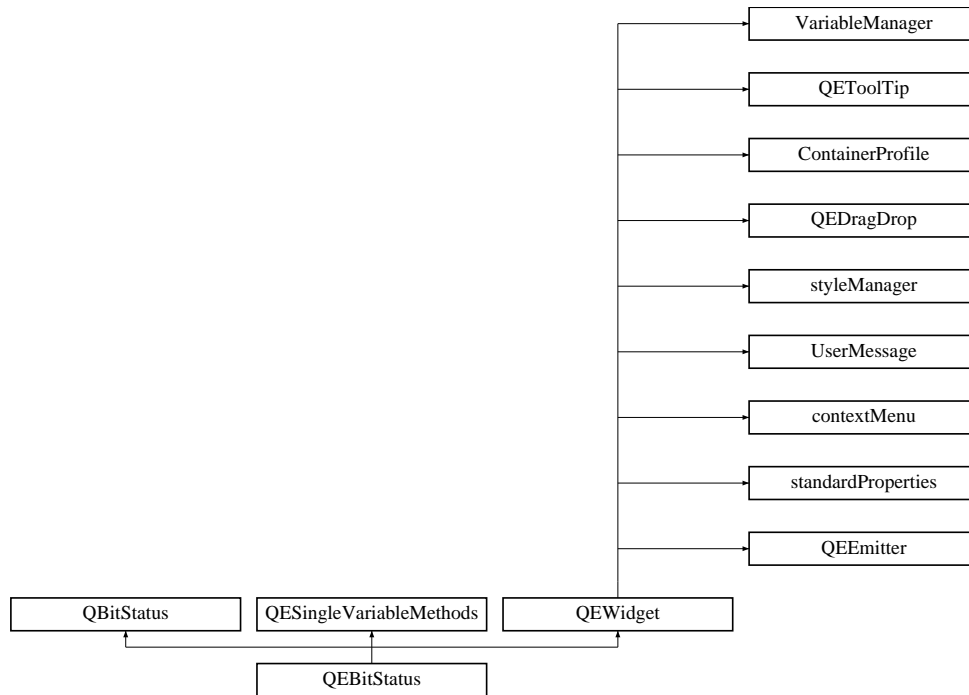 VariableManager
QEToolTip
ContainerProfile
QEDragDrop
styleManager
UserMessage
contextMenu
standardProperties
QEEmitter
QBitStatus
QESingleVariableMethods
QEWidget
QEBitStatus